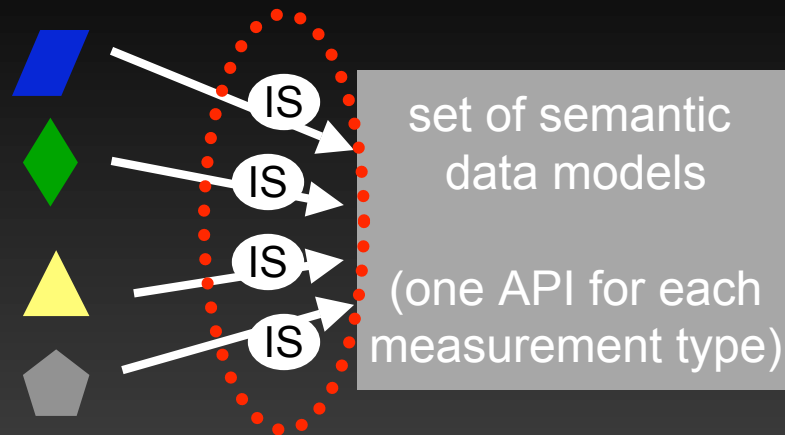 IS
IS
IS
IS
set of semantic
data models
(one API for each
measurement type)